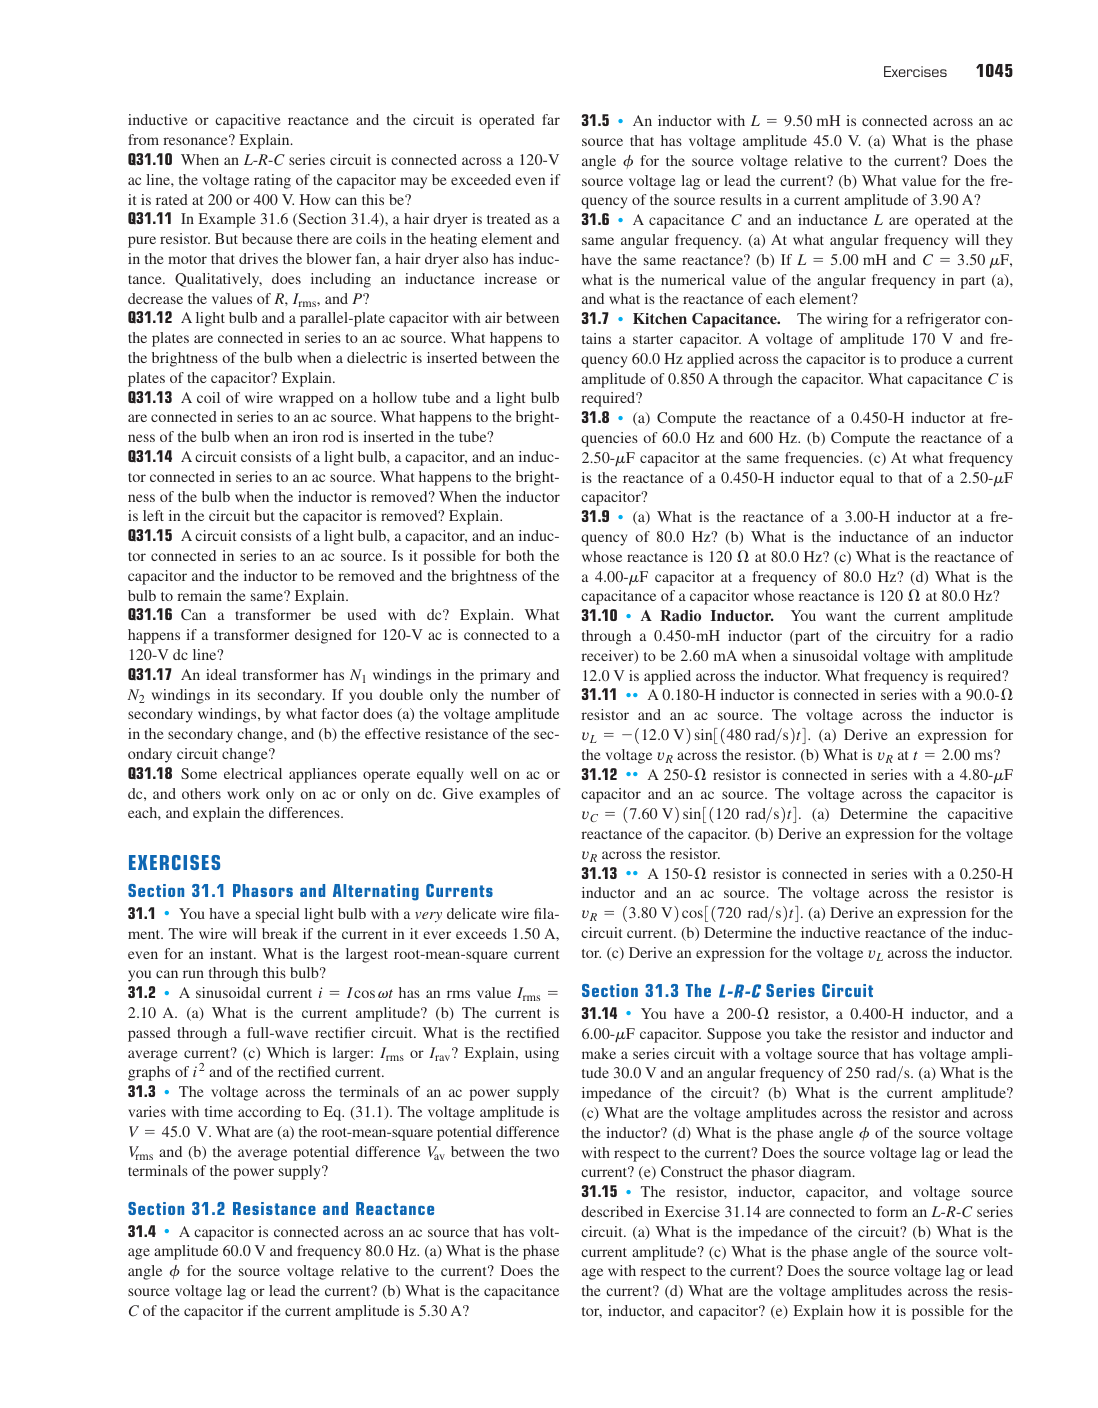 Exercises 1045
inductive or capacitive reactance and the circuit is operated far
from resonance? Explain.
Q31.10 When an L-R-C series circuit is connected across a 120-V
ac line, the voltage rating of the capacitor may be exceeded even if
it is rated at 200 or 400 V. How can this be?
Q31.11 In Example 31.6 (Section 31.4), a hair dryer is treated as a
pure resistor. But because there are coils in the heating element and
in the motor that drives the blower fan, a hair dryer also has induc-
tance. Qualitatively, does including an inductance increase or
decrease the values of R, Irms, and P?
Q31.12 A light bulb and a parallel-plate capacitor with air between
the plates are connected in series to an ac source. What happens to
the brightness of the bulb when a dielectric is inserted between the
plates of the capacitor? Explain.
Q31.13 A coil of wire wrapped on a hollow tube and a light bulb
are connected in series to an ac source. What happens to the bright-
ness of the bulb when an iron rod is inserted in the tube?
Q31.14 A circuit consists of a light bulb, a capacitor, and an induc-
tor connected in series to an ac source. What happens to the bright-
ness of the bulb when the inductor is removed? When the inductor
is left in the circuit but the capacitor is removed? Explain.
Q31.15 A circuit consists of a light bulb, a capacitor, and an induc-
tor connected in series to an ac source. Is it possible for both the
capacitor and the inductor to be removed and the brightness of the
bulb to remain the same? Explain.
Q31.16 Can a transformer be used with dc? Explain. What
happens if a transformer designed for 120-V ac is connected to a
120-V dc line?
Q31.17 An ideal transformer has N1 windings in the primary and
N2 windings in its secondary. If you double only the number of
secondary windings, by what factor does (a) the voltage amplitude
in the secondary change, and (b) the effective resistance of the sec-
ondary circuit change?
Q31.18 Some electrical appliances operate equally well on ac or
dc, and others work only on ac or only on dc. Give examples of
each, and explain the differences.
EXERCISES
Section 31.1 Phasors and Alternating Currents
31.1 • You have a special light bulb with a very delicate wire fila-
ment. The wire will break if the current in it ever exceeds 1.50 A,
even for an instant. What is the largest root-mean-square current
you can run through this bulb?
31.2 • A sinusoidal current i = I cos ωt has an rms value Irms =
2.10 A. (a) What is the current amplitude? (b) The current is
passed through a full-wave rectifier circuit. What is the rectified
average current? (c) Which is larger: Irms or Irav? Explain, using
graphs of i² and of the rectified current.
31.3 • The voltage across the terminals of an ac power supply
varies with time according to Eq. (31.1). The voltage amplitude is
V = 45.0 V. What are (a) the root-mean-square potential difference
Vrms and (b) the average potential difference Vav between the two
terminals of the power supply?
Section 31.2 Resistance and Reactance
31.4 • A capacitor is connected across an ac source that has volt-
age amplitude 60.0 V and frequency 80.0 Hz. (a) What is the phase
angle ϕ for the source voltage relative to the current? Does the
source voltage lag or lead the current? (b) What is the capacitance
C of the capacitor if the current amplitude is 5.30 A?
31.5 • An inductor with L = 9.50 mH is connected across an ac
source that has voltage amplitude 45.0 V. (a) What is the phase
angle ϕ for the source voltage relative to the current? Does the
source voltage lag or lead the current? (b) What value for the fre-
quency of the source results in a current amplitude of 3.90 A?
31.6 • A capacitance C and an inductance L are operated at the
same angular frequency. (a) At what angular frequency will they
have the same reactance? (b) If L = 5.00 mH and C = 3.50 μF,
what is the numerical value of the angular frequency in part (a),
and what is the reactance of each element?
31.7 • Kitchen Capacitance. The wiring for a refrigerator con-
tains a starter capacitor. A voltage of amplitude 170 V and fre-
quency 60.0 Hz applied across the capacitor is to produce a current
amplitude of 0.850 A through the capacitor. What capacitance C is
required?
31.8 • (a) Compute the reactance of a 0.450-H inductor at fre-
quencies of 60.0 Hz and 600 Hz. (b) Compute the reactance of a
2.50-μF capacitor at the same frequencies. (c) At what frequency
is the reactance of a 0.450-H inductor equal to that of a 2.50-μF
capacitor?
31.9 • (a) What is the reactance of a 3.00-H inductor at a fre-
quency of 80.0 Hz? (b) What is the inductance of an inductor
whose reactance is 120 Ω at 80.0 Hz? (c) What is the reactance of
a 4.00-μF capacitor at a frequency of 80.0 Hz? (d) What is the
capacitance of a capacitor whose reactance is 120 Ω at 80.0 Hz?
31.10 • A Radio Inductor. You want the current amplitude
through a 0.450-mH inductor (part of the circuitry for a radio
receiver) to be 2.60 mA when a sinusoidal voltage with amplitude
12.0 V is applied across the inductor. What frequency is required?
31.11 •• A 0.180-H inductor is connected in series with a 90.0-Ω
resistor and an ac source. The voltage across the inductor is
vL = −(12.0 V) sin[(480 rad/s)t]. (a) Derive an expression for
the voltage vR across the resistor. (b) What is vR at t = 2.00 ms?
31.12 •• A 250-Ω resistor is connected in series with a 4.80-μF
capacitor and an ac source. The voltage across the capacitor is
vC = (7.60 V) sin[(120 rad/s)t]. (a) Determine the capacitive
reactance of the capacitor. (b) Derive an expression for the voltage
vR across the resistor.
31.13 •• A 150-Ω resistor is connected in series with a 0.250-H
inductor and an ac source. The voltage across the resistor is
vR = (3.80 V) cos[(720 rad/s)t]. (a) Derive an expression for the
circuit current. (b) Determine the inductive reactance of the induc-
tor. (c) Derive an expression for the voltage vL across the inductor.
Section 31.3 The L-R-C Series Circuit
31.14 • You have a 200-Ω resistor, a 0.400-H inductor, and a
6.00-μF capacitor. Suppose you take the resistor and inductor and
make a series circuit with a voltage source that has voltage ampli-
tude 30.0 V and an angular frequency of 250 rad/s. (a) What is the
impedance of the circuit? (b) What is the current amplitude?
(c) What are the voltage amplitudes across the resistor and across
the inductor? (d) What is the phase angle ϕ of the source voltage
with respect to the current? Does the source voltage lag or lead the
current? (e) Construct the phasor diagram.
31.15 • The resistor, inductor, capacitor, and voltage source
described in Exercise 31.14 are connected to form an L-R-C series
circuit. (a) What is the impedance of the circuit? (b) What is the
current amplitude? (c) What is the phase angle of the source volt-
age with respect to the current? Does the source voltage lag or lead
the current? (d) What are the voltage amplitudes across the resis-
tor, inductor, and capacitor? (e) Explain how it is possible for the